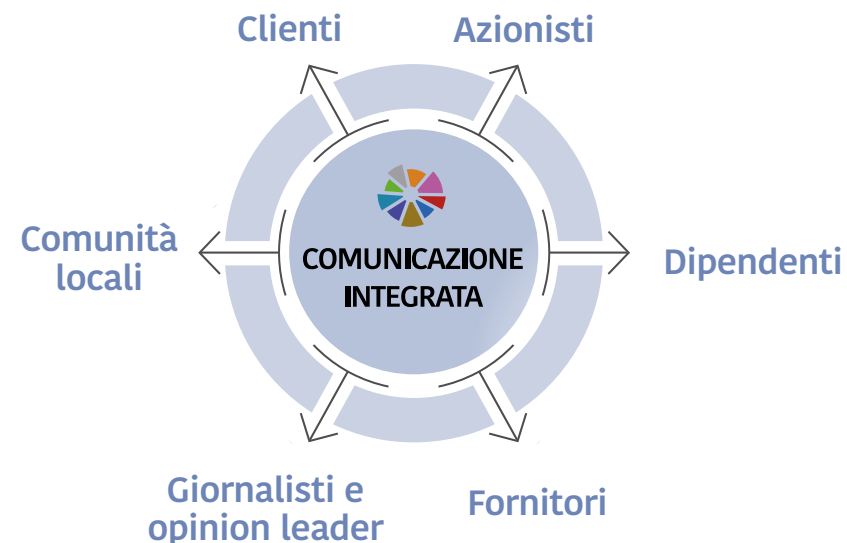 Clienti
Azionisti
Comunità
locali
COMUNICAZIONE
INTEGRATA
Dipendenti
Giornalisti e
opinion leader
Fornitori